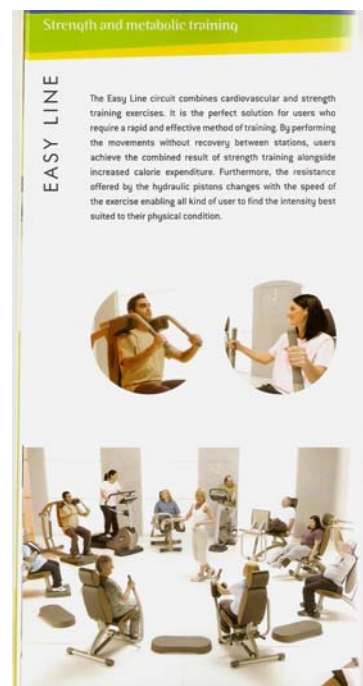 Strength and metabolic training
EASY LINE
The Easy Line circuit combines cardiovascular and strength
training exercises. It is the perfect solution for users who
require a rapid and effective method of training. By performing
the movements without recovery between stations, users
achieve the combined result of strength training alongside
increased calorie expenditure. Furthermore, the resistance
offered by the hydraulic pistons changes with the speed of
the exercise enabling all kind of user to find the intensity best
suited to their physical condition.